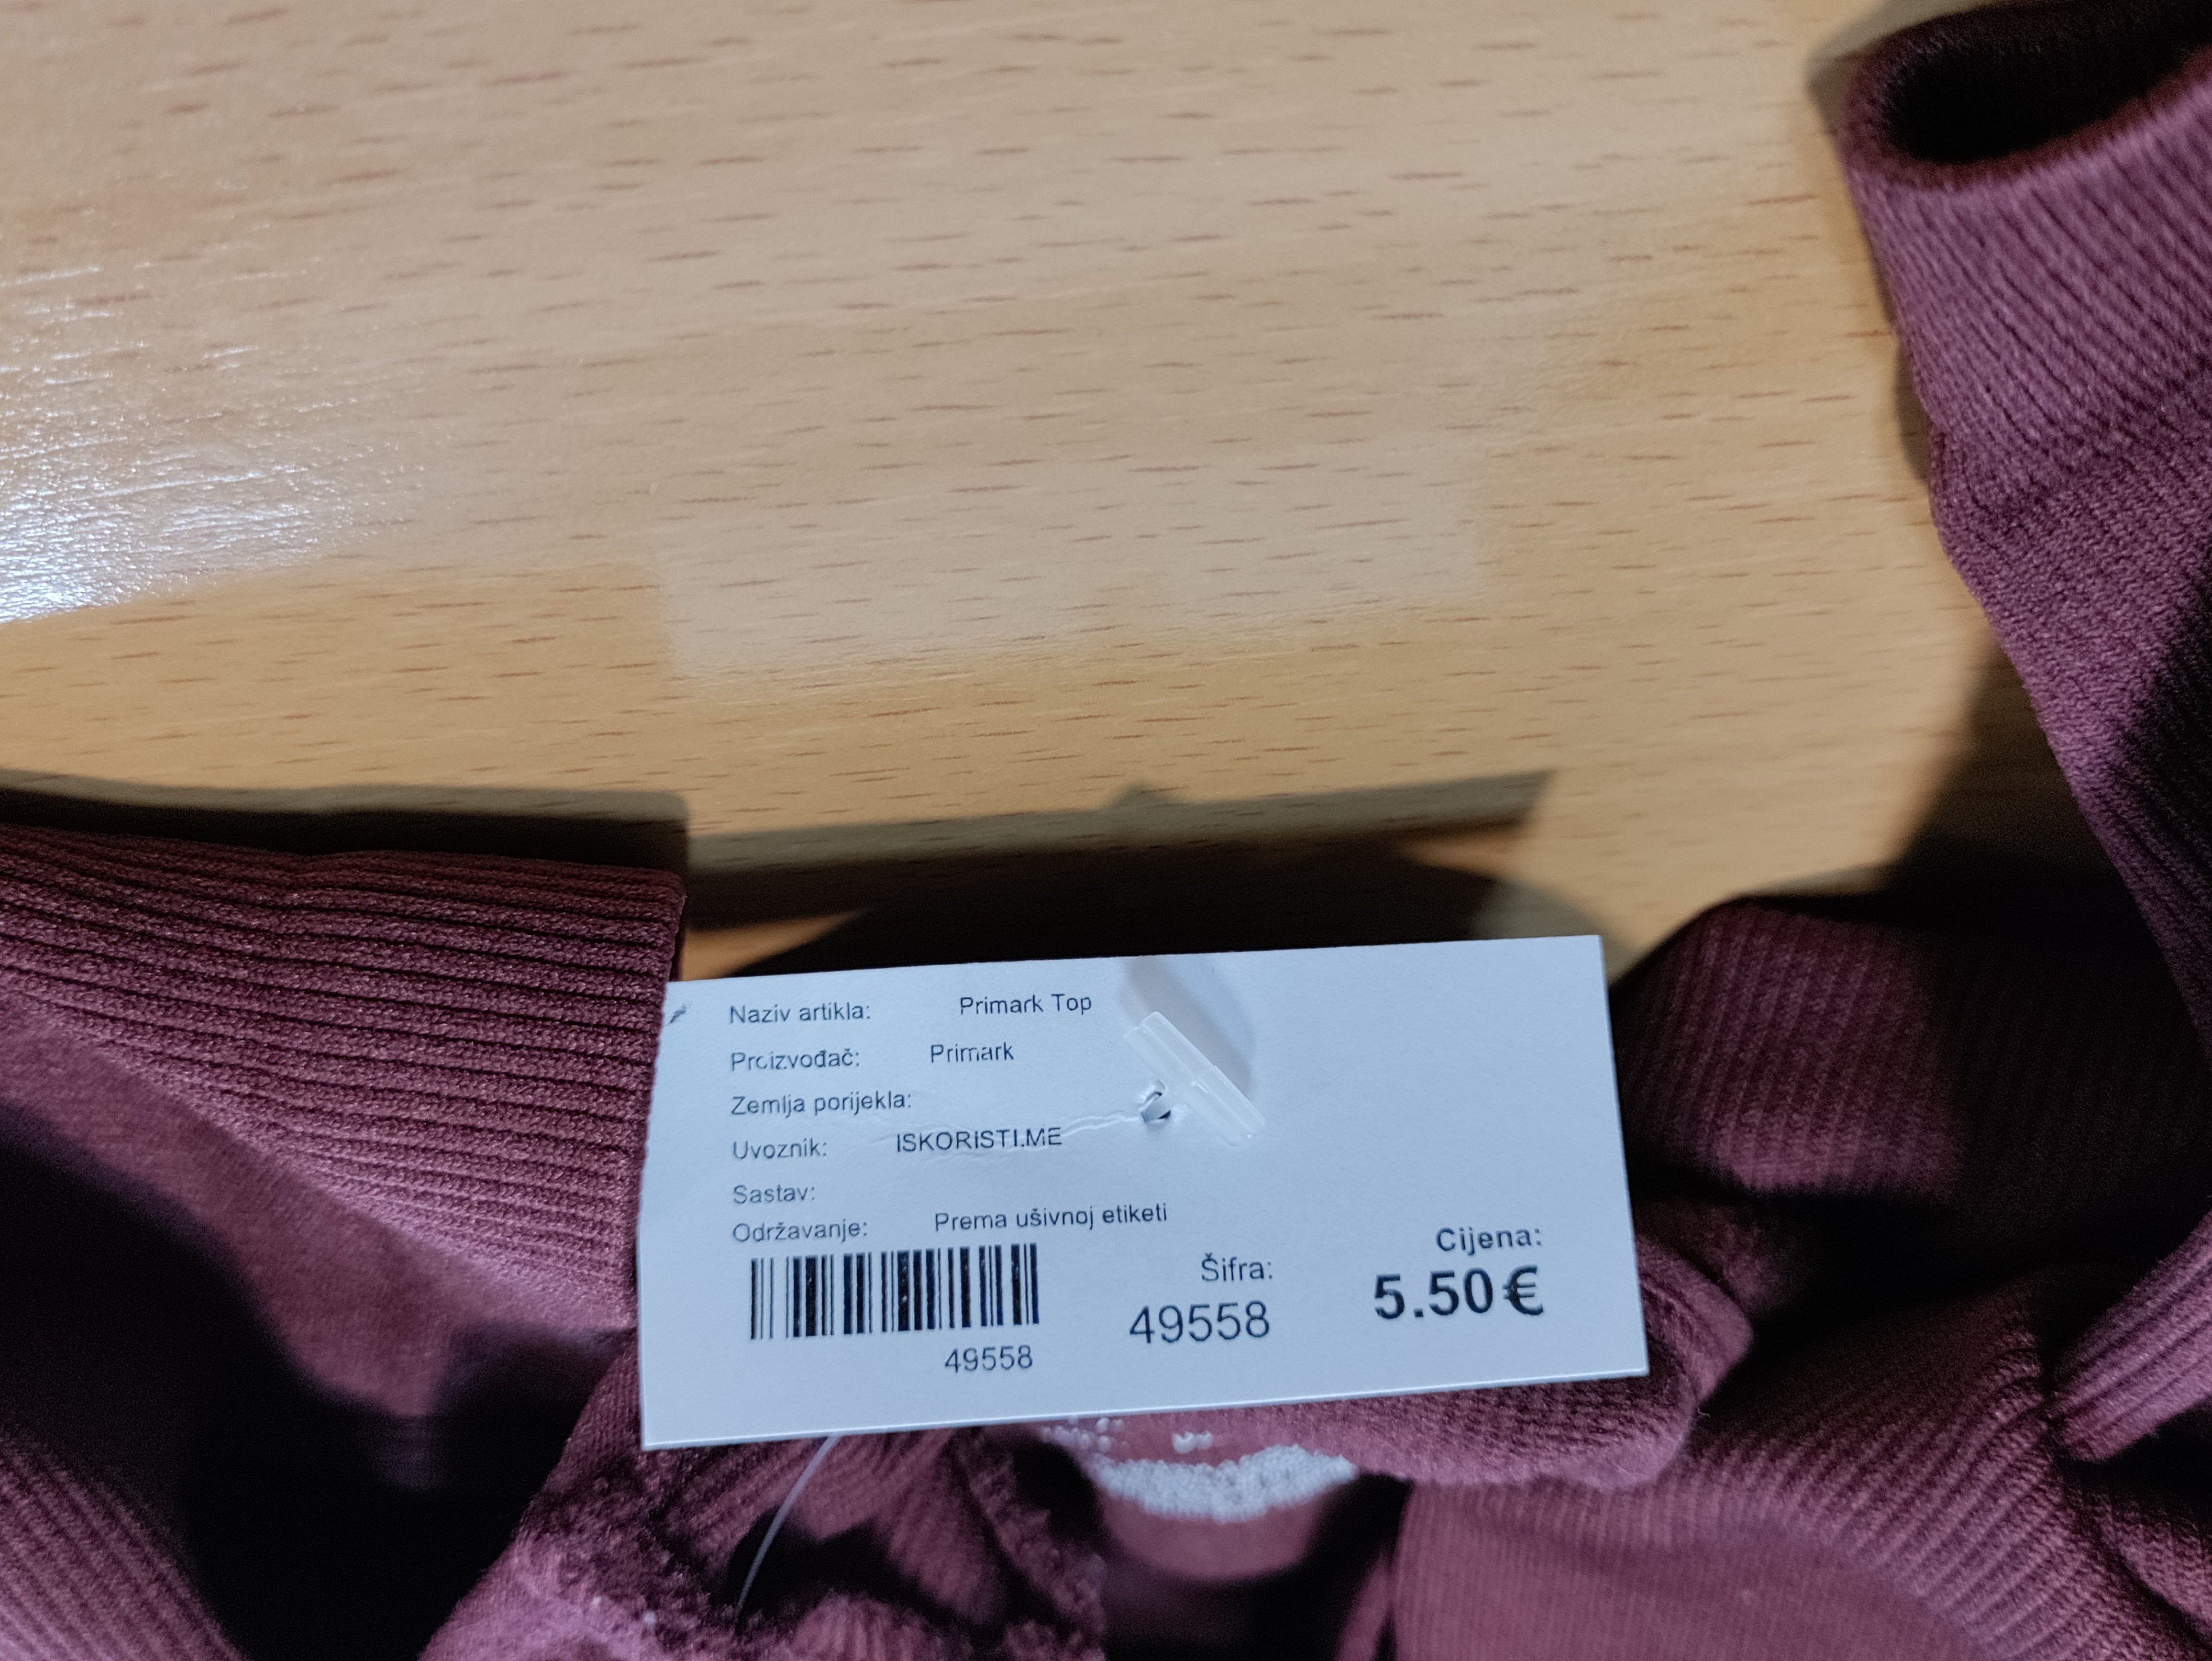 Naziv artikla: Primark Top
Proizvođač: Primark
Zemlja porijekla:
Uvoznik: ISKORISTI.ME
Sastav:
Održavanje: Prema ušivnoj etiketi
49558
Šifra:
49558
Cijena:
5.50€